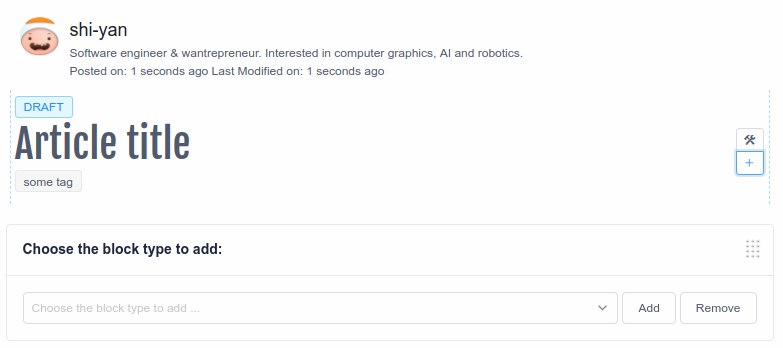 shi-yan
Software engineer & wantrepreneur. Interested in computer graphics, AI and robotics.
Posted on: 1 seconds ago Last Modified on: 1 seconds ago
DRAFT
Article title
some tag
Choose the block type to add:
Choose the block type to add ...
Add
Remove